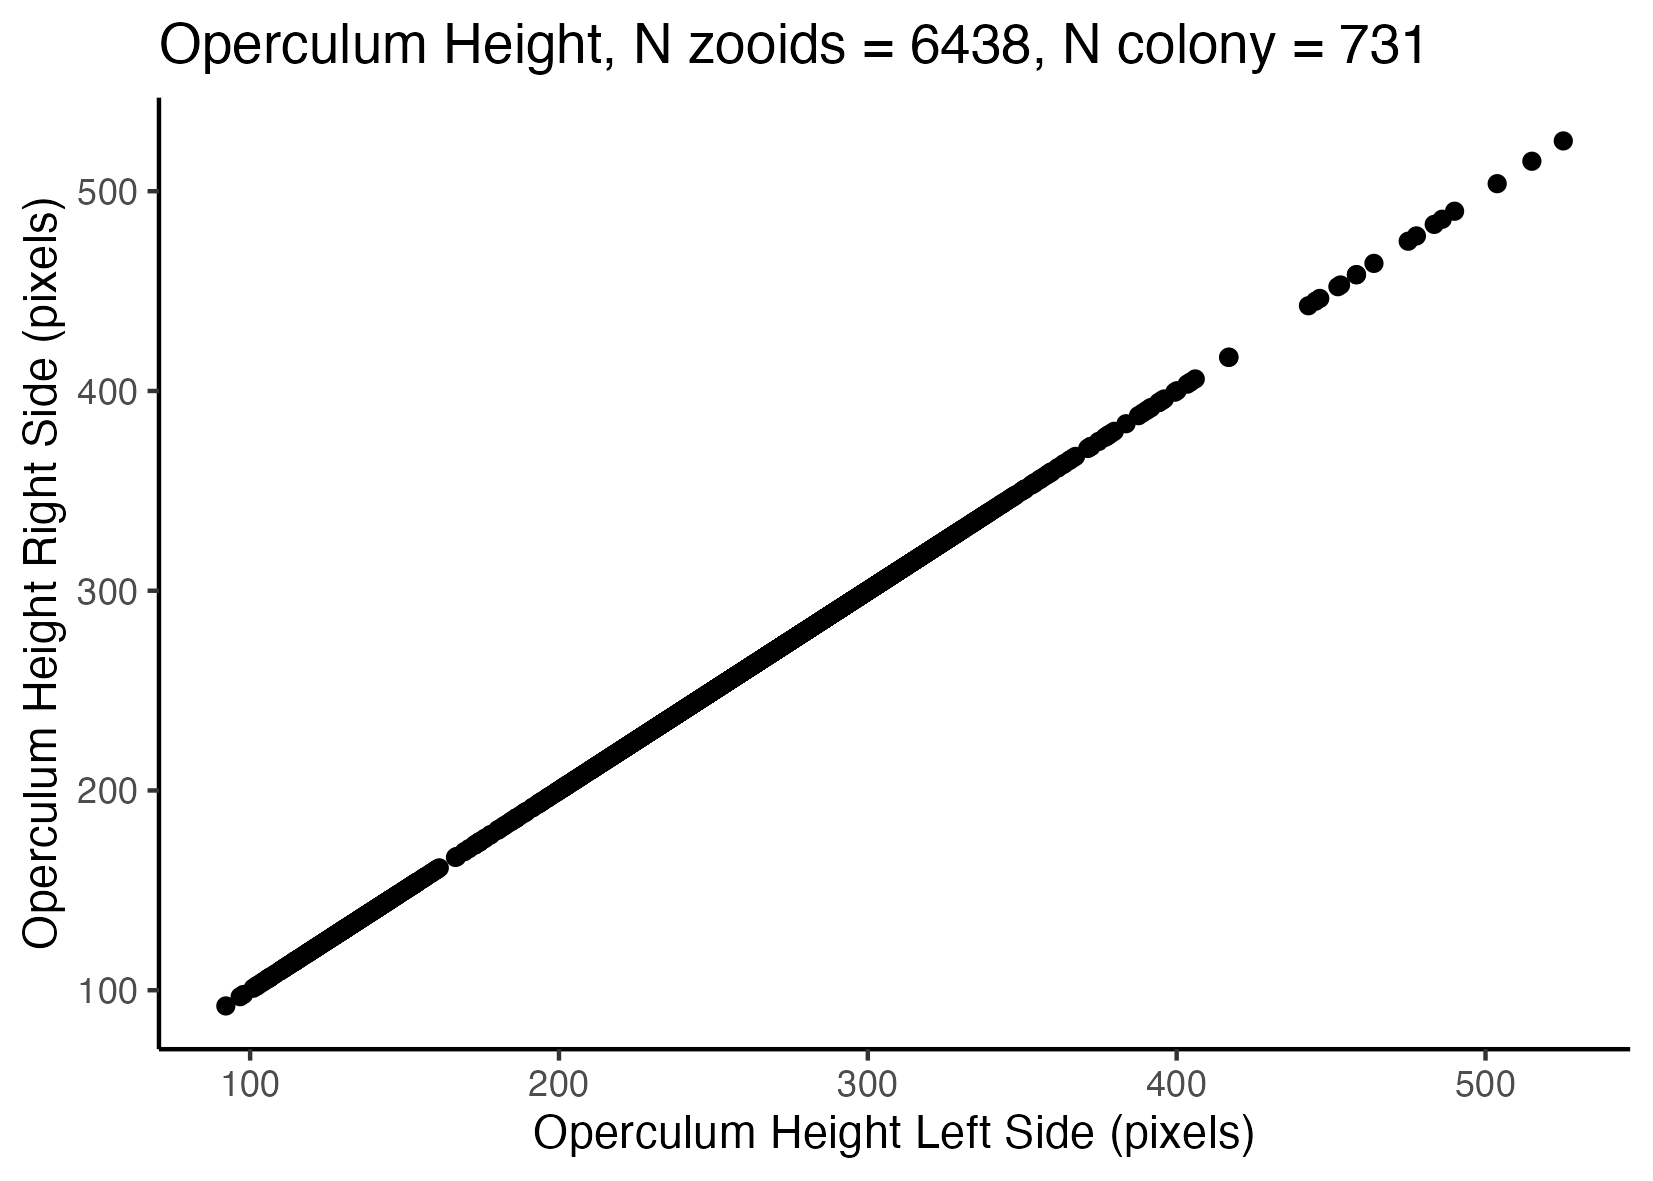 Operculum Height, N zooids = 6438, N colony = 731
Operculum Height Right Side (pixels)
500
400
300
200
100
100 200 300 400 500
Operculum Height Left Side (pixels)